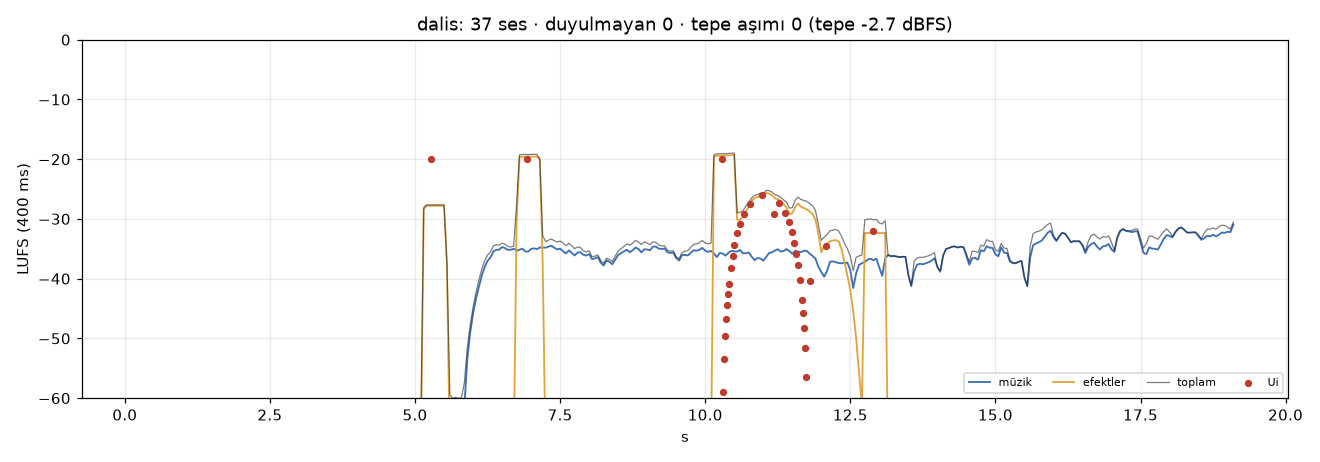 dalis: 37 ses · duyulmayan 0 · tepe aşımı 0 (tepe -2.7 dBFS)
LUFS (400 ms)
0
−10
−20
−30
−40
−50
−60
0.0 2.5 5.0 7.5 10.0 12.5 15.0 17.5 20.0
s
müzik efektler toplam Ui